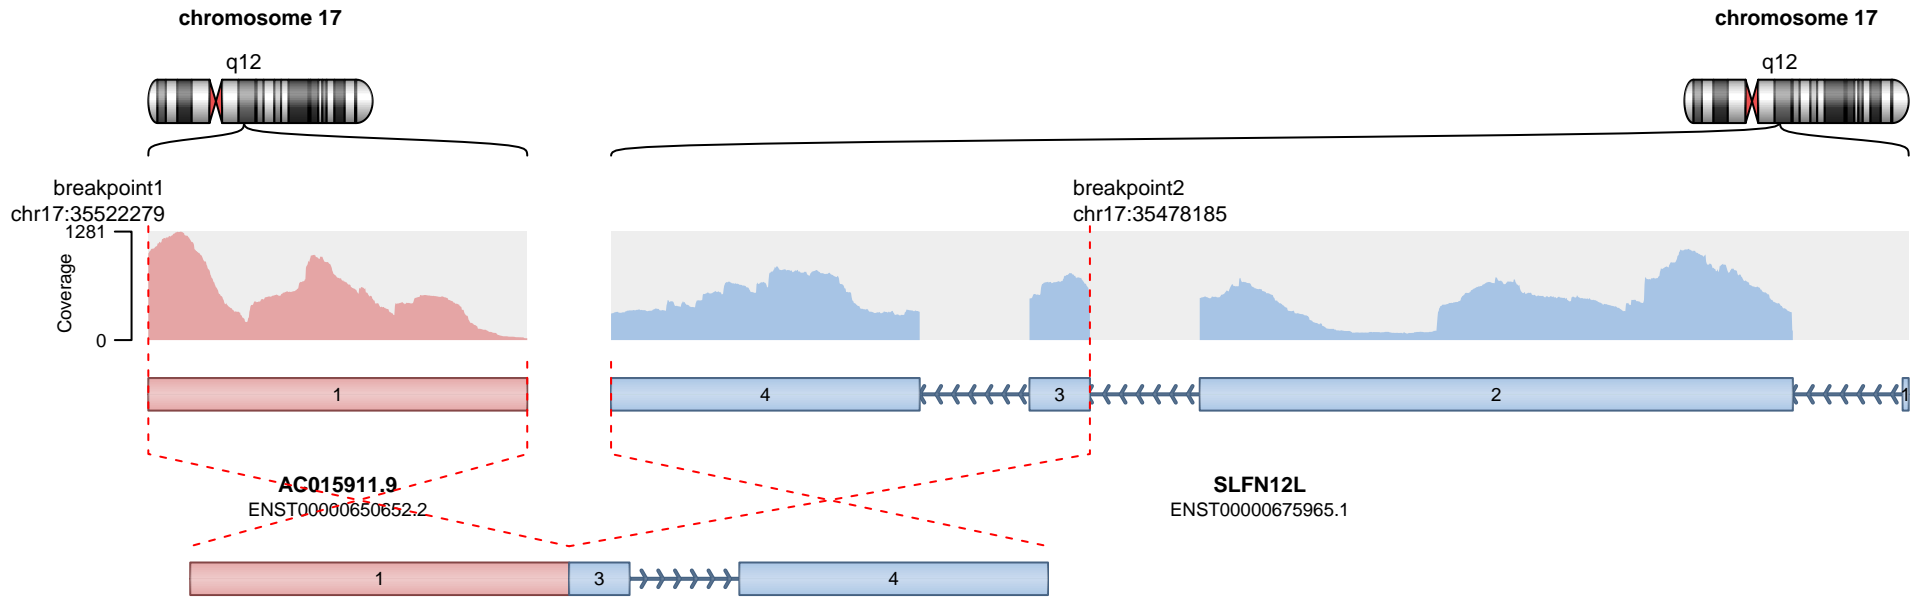 chromosome 17
chromosome 17
q12
q12
breakpoint1
chr17:35522279
breakpoint2
chr17:35478185
1281
Coverage
0
1
4
3
2
1
AC015911.9
ENST00000650652.2
SLFN12L
ENST00000675965.1
1
3
4